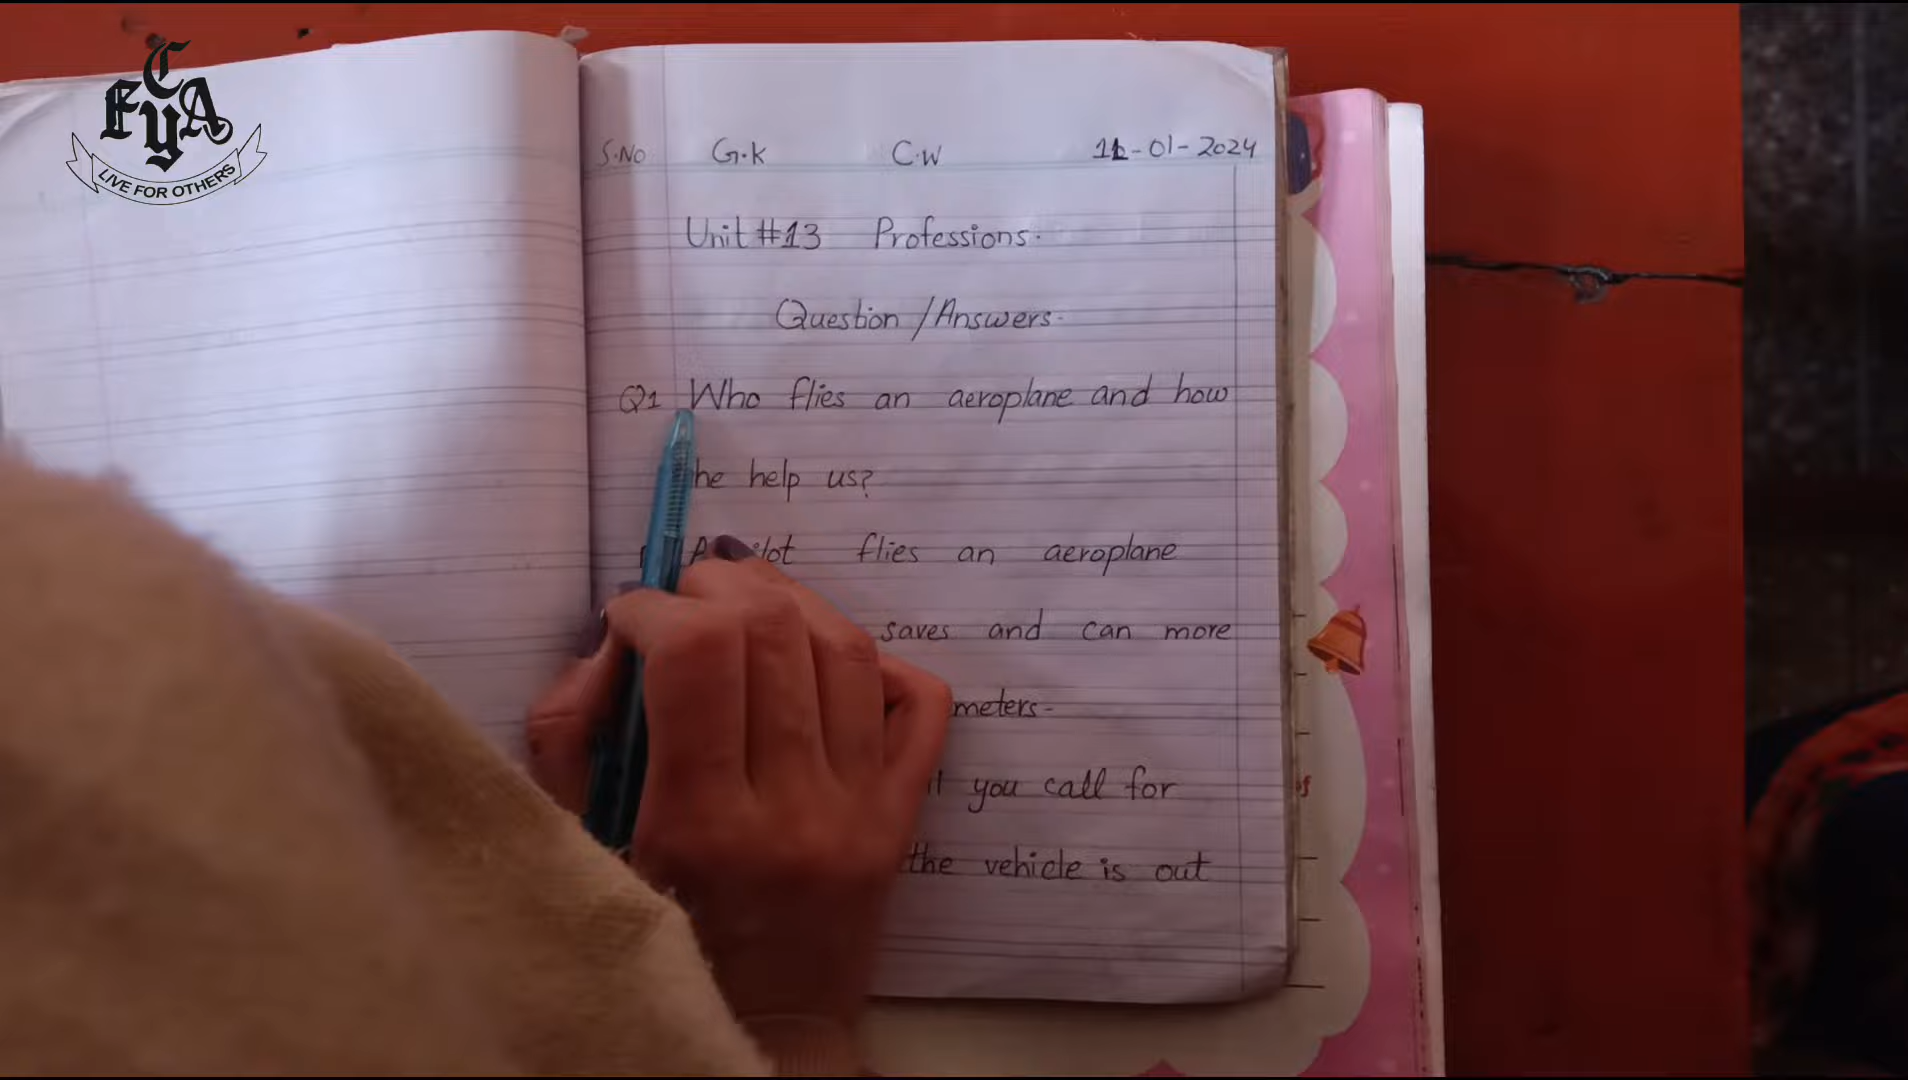 C
EYA
LIVE FOR OTHERS
S.No G.K C.W 11-01-2024
Unit #13 Professions.
Question /Answers.
Q1 Who flies an aeroplane and how
he help us?
flies an aeroplane
saves and can more
meters-
you call for
the vehicle is out